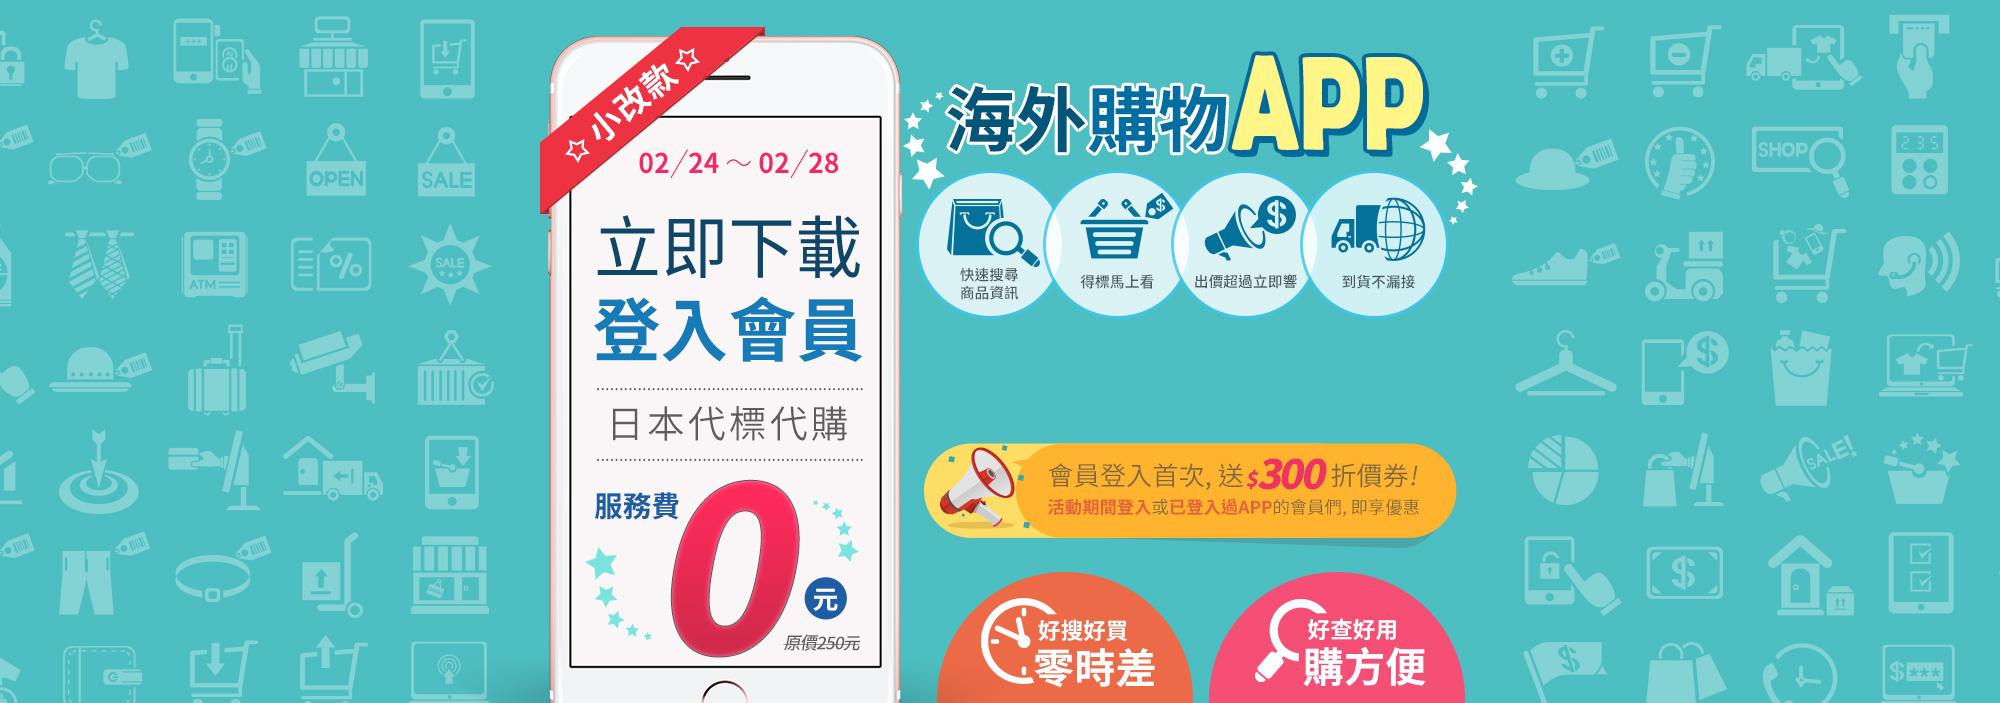 小改款
02/24～02/28
立即下載
登入會員
日本代標代購
服務費
0
元
原價250元
海外購物APP
快速搜尋
商品資訊
得標馬上看
出價超過立即響
到貨不漏接
會員登入首次, 送$300折價券!
活動期間登入或已登入過APP的會員們, 即享優惠
好搜好買
零時差
好查好用
購方便
OPEN
SALE
ATM
SALE
SHOP
235
SALE!